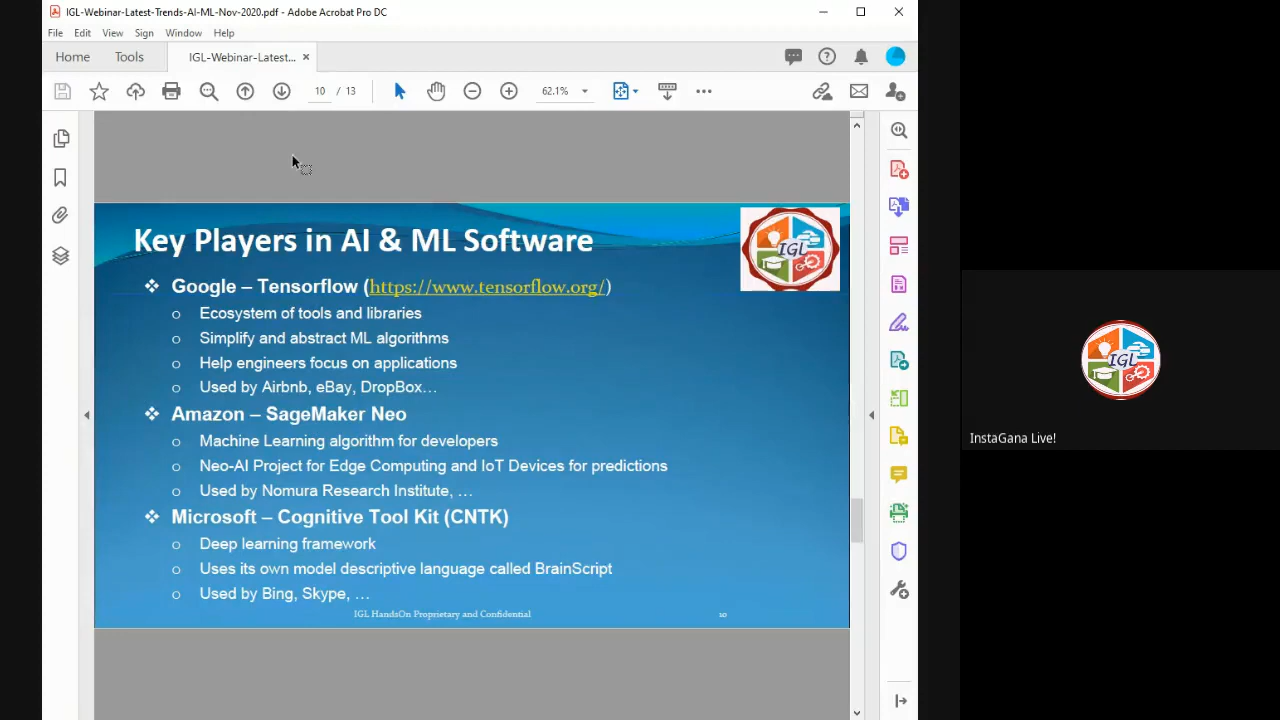 IGL-Webinar-Latest-Trends-AI-ML-Nov-2020.pdf - Adobe Acrobat Pro DC
File Edit View Sign Window Help
Home Tools IGL-Webinar-Latest... ×
10 / 13 62.1%
Key Players in AI & ML Software
IGL
❖ Google – Tensorflow (https://www.tensorflow.org/)
o Ecosystem of tools and libraries
o Simplify and abstract ML algorithms
o Help engineers focus on applications
o Used by Airbnb, eBay, DropBox…
❖ Amazon – SageMaker Neo
o Machine Learning algorithm for developers
o Neo-AI Project for Edge Computing and IoT Devices for predictions
o Used by Nomura Research Institute, …
❖ Microsoft – Cognitive Tool Kit (CNTK)
o Deep learning framework
o Uses its own model descriptive language called BrainScript
o Used by Bing, Skype, …
IGL HandsOn Proprietary and Confidential 10
IGL
InstaGana Live!